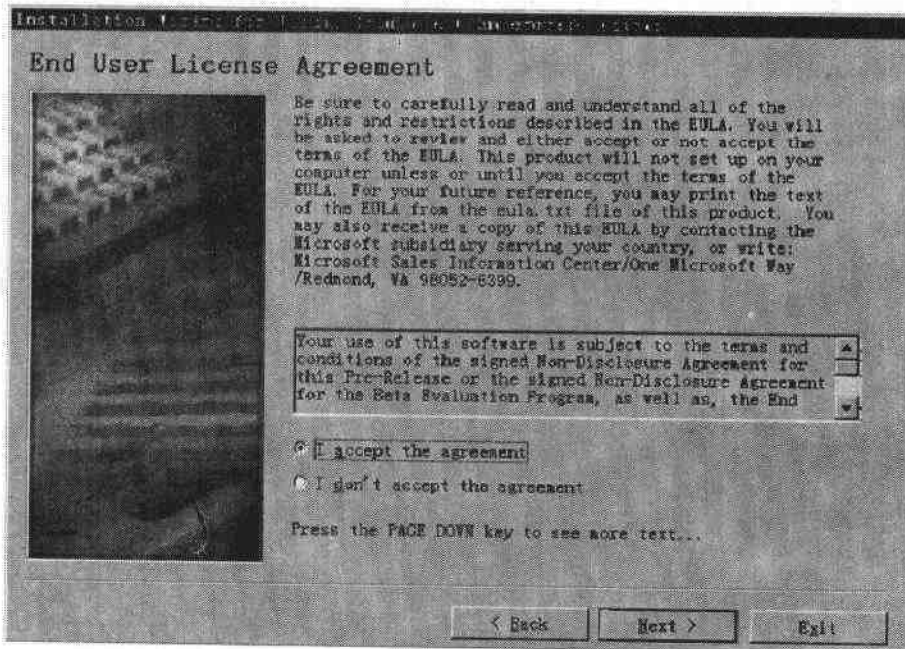 Installation
End User License Agreement
Be sure to carefully read and understand all of the
rights and restrictions described in the EULA. You will
be asked to review and either accept or not accept the
terms of the EULA. This product will not set up on your
computer unless or until you accept the terms of the
EULA. For your future reference, you may print the text
of the EULA from the eula.txt file of this product. You
may also receive a copy of this EULA by contacting the
Microsoft subsidiary serving your country, or write:
Microsoft Sales Information Center/One Microsoft Way
/Redmond, WA 98052-6399.
Your use of this software is subject to the terms and
conditions of the signed Non-Disclosure Agreement for
this Pre-Release or the signed Non-Disclosure Agreement
for the Beta Evaluation Program, as well as, the End
I accept the agreement
I don't accept the agreement
Press the PAGE DOWN key to see more text...
< Back
Next >
Exit